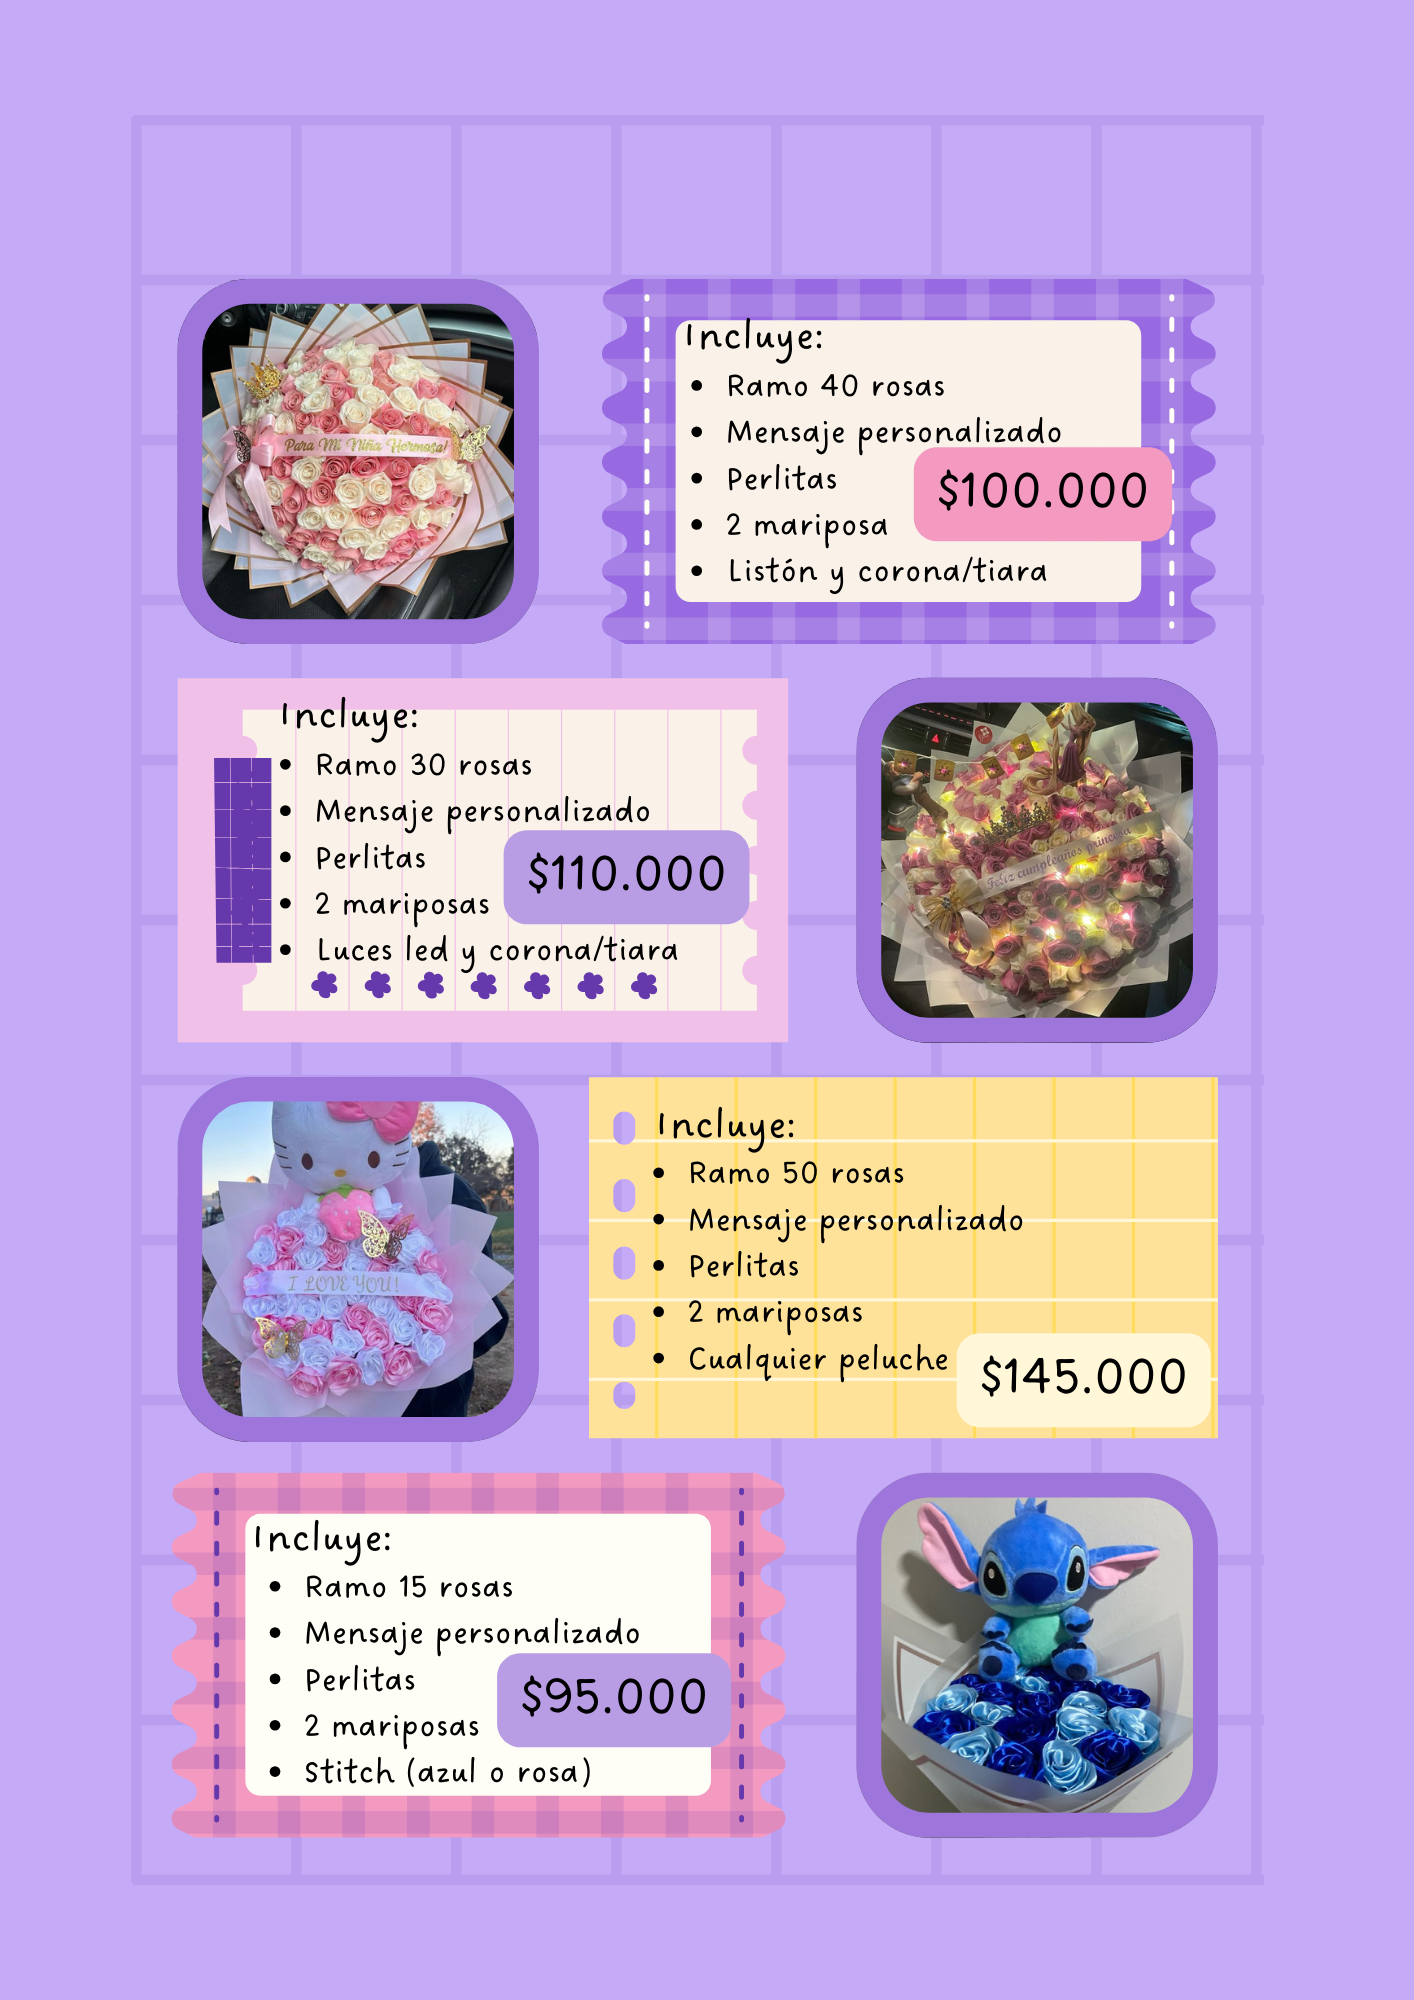 Para Mi Niña Hermosa!
Incluye:
• Ramo 40 rosas
• Mensaje personalizado
• Perlitas
$100.000
• 2 mariposa
• Listón y corona/tiara
Incluye:
• Ramo 30 rosas
• Mensaje personalizado
• Perlitas
$110.000
• 2 mariposas
• Luces led y corona/tiara
Feliz cumpleaños princesa
I LOVE YOU!
Incluye:
• Ramo 50 rosas
• Mensaje personalizado
• Perlitas
• 2 mariposas
• Cualquier peluche
$145.000
Incluye:
• Ramo 15 rosas
• Mensaje personalizado
• Perlitas
$95.000
• 2 mariposas
• Stitch (azul o rosa)